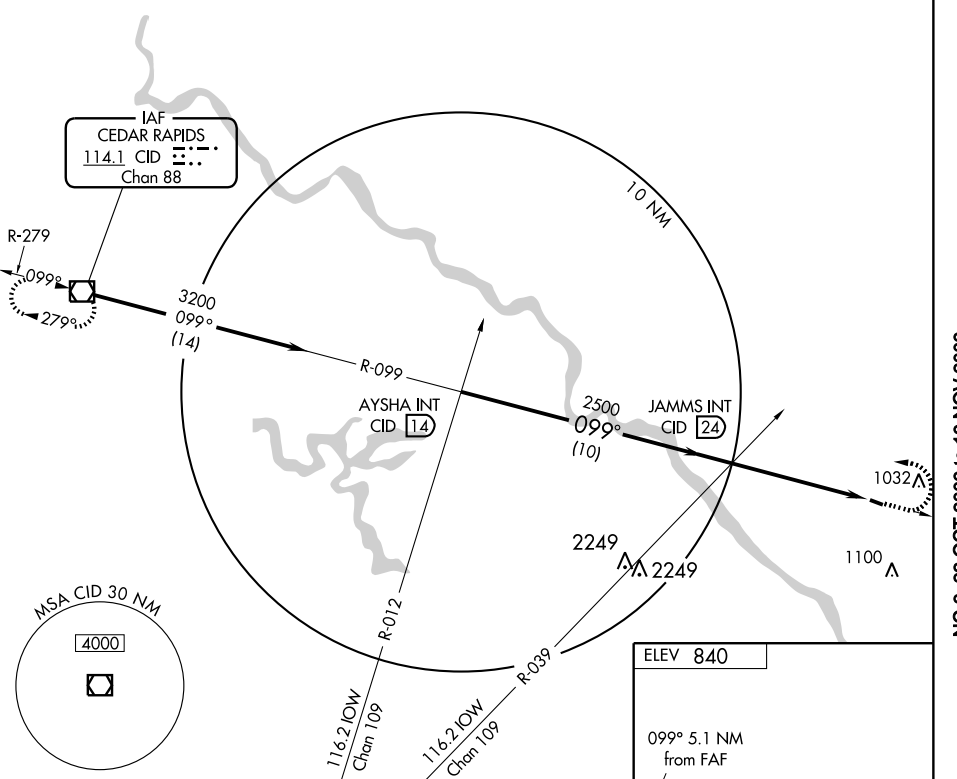 IAF
CEDAR RAPIDS
114.1 CID
Chan 88
R-279
099°
279°
10 NM
3200
099°
(14)
R-099
AYSHA INT
CID 14
2500
099°
(10)
JAMMS INT
CID 24
1032
2249
2249
1100
R-012
R-039
116.2 IOW
Chan 109
116.2 IOW
Chan 109
MSA CID 30 NM
4000
ELEV 840
099° 5.1 NM
from FAF